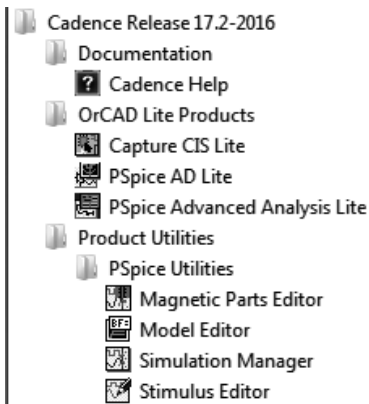 Cadence Release 17.2-2016
Documentation
Cadence Help
OrCAD Lite Products
Capture CIS Lite
PSpice AD Lite
PSpice Advanced Analysis Lite
Product Utilities
PSpice Utilities
Magnetic Parts Editor
Model Editor
Simulation Manager
Stimulus Editor